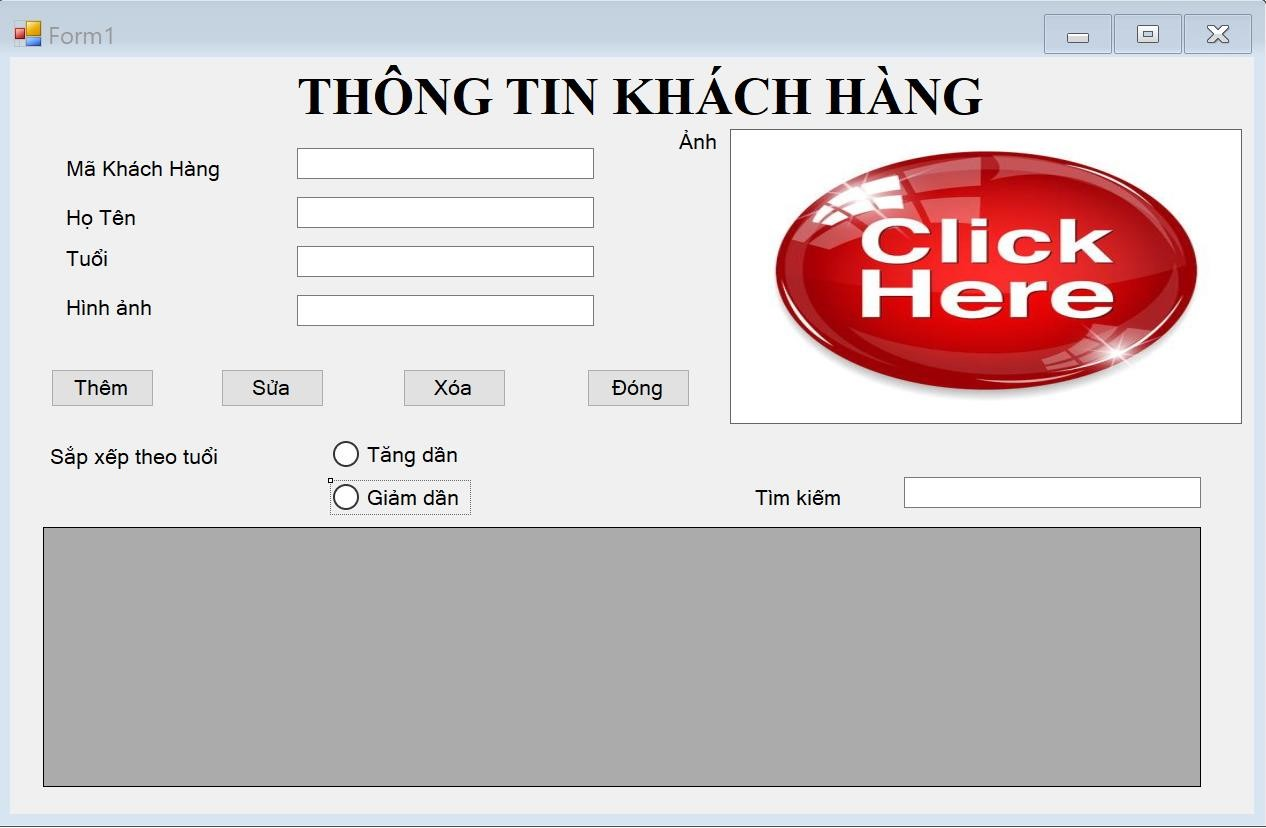 Form1
THÔNG TIN KHÁCH HÀNG
Ảnh
Mã Khách Hàng
Họ Tên
Tuổi
Hình ảnh
Click
Here
Thêm Sửa Xóa Đóng
Sắp xếp theo tuổi
Tăng dần
Giảm dần
Tìm kiếm